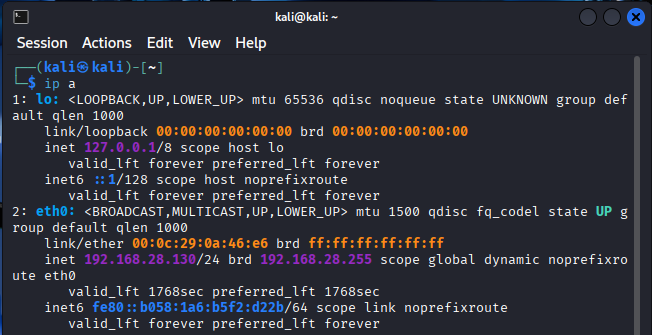 kali@kali: ~
Session Actions Edit View Help
┌──(kali㉿kali)-[~]
└─$ ip a
1: lo: <LOOPBACK,UP,LOWER_UP> mtu 65536 qdisc noqueue state UNKNOWN group def
ault qlen 1000
    link/loopback 00:00:00:00:00:00 brd 00:00:00:00:00:00
    inet 127.0.0.1/8 scope host lo
       valid_lft forever preferred_lft forever
    inet6 ::1/128 scope host noprefixroute
       valid_lft forever preferred_lft forever
2: eth0: <BROADCAST,MULTICAST,UP,LOWER_UP> mtu 1500 qdisc fq_codel state UP g
roup default qlen 1000
    link/ether 00:0c:29:0a:46:e6 brd ff:ff:ff:ff:ff:ff
    inet 192.168.28.130/24 brd 192.168.28.255 scope global dynamic noprefixro
ute eth0
       valid_lft 1768sec preferred_lft 1768sec
    inet6 fe80::b058:1a6:b5f2:d22b/64 scope link noprefixroute
       valid_lft forever preferred_lft forever